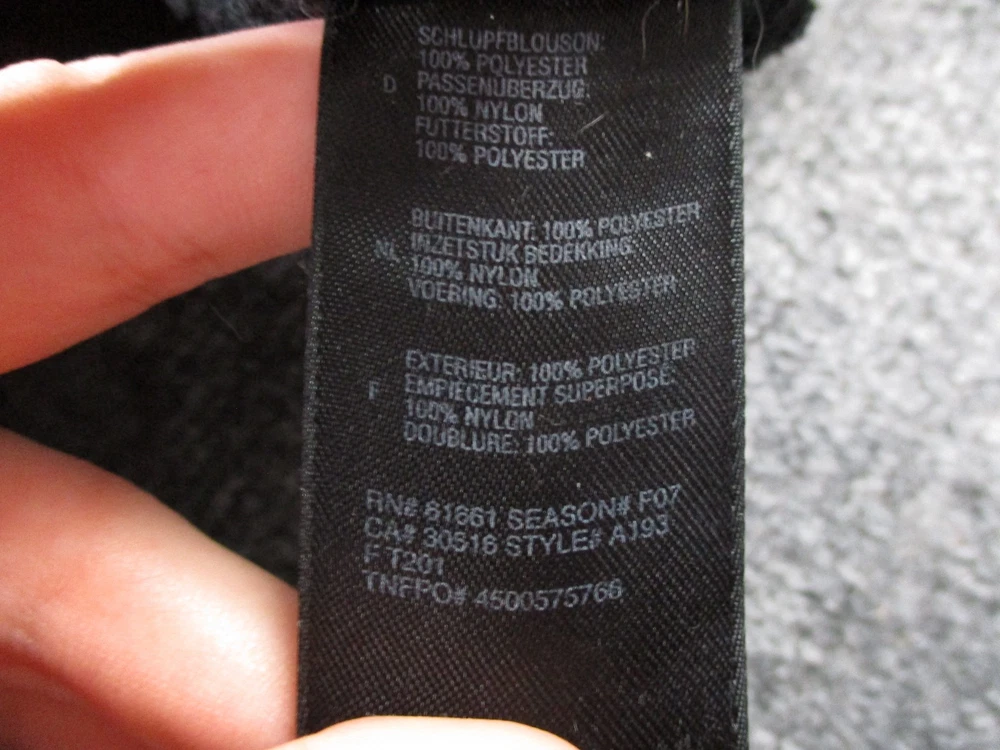 SCHLUPFBLOUSON:
100% POLYESTER
D PASSENÜBERZUG:
100% NYLON
FUTTERSTOFF:
100% POLYESTER
BUITENKANT: 100% POLYESTER
NL INZETSTUK BEDEKKING:
100% NYLON
VOERING: 100% POLYESTER
EXTERIEUR: 100% POLYESTER
F EMPIECEMENT SUPERPOSE:
100% NYLON
DOUBLURE: 100% POLYESTER
RN# 61661 SEASON# F07
CA# 30516 STYLE# A193
F T201
TNFPO# 4500575766